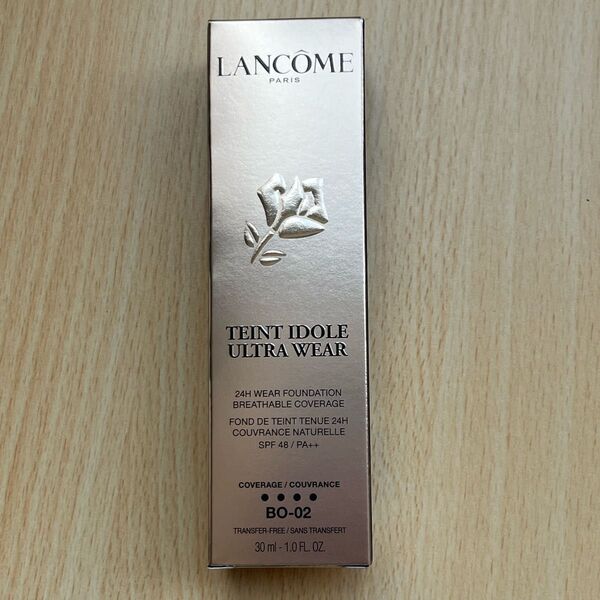 LANCÔME
PARIS
TEINT IDOLE
ULTRA WEAR
24H WEAR FOUNDATION
BREATHABLE COVERAGE
FOND DE TEINT TENUE 24H
COUVRANCE NATURELLE
SPF 48 / PA++
COVERAGE / COUVRANCE
BO-02
TRANSFER-FREE / SANS TRANSFERT
30 ml - 1.0 FL. OZ.